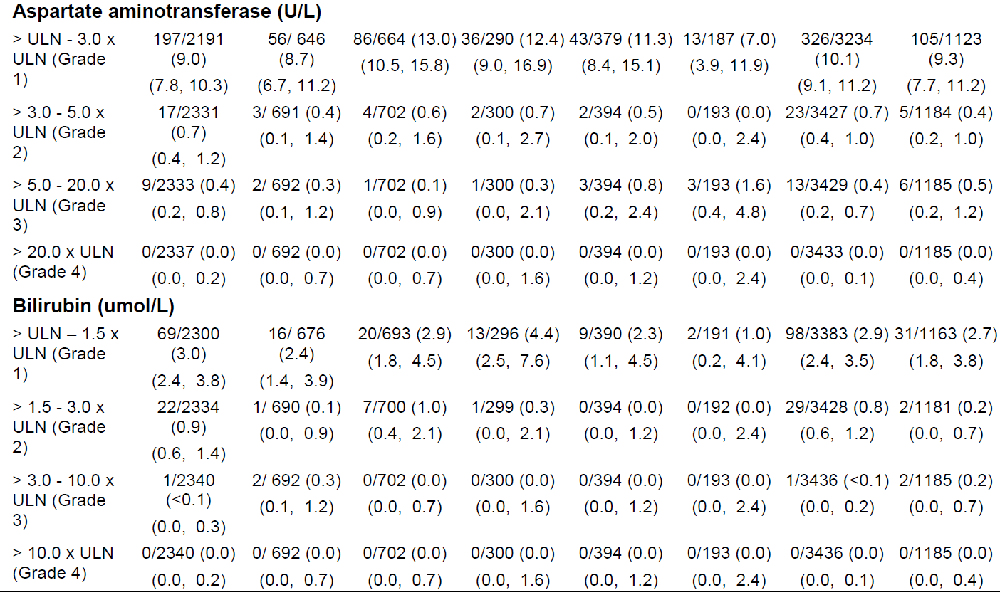 Aspartate aminotransferase (U/L)
> ULN - 3.0 x 197/2191 56/ 646 86/664 (13.0) 36/290 (12.4) 43/379 (11.3) 13/187 (7.0) 326/3234 105/1123
ULN (Grade (9.0) (8.7) (10.5, 15.8) (9.0, 16.9) (8.4, 15.1) (3.9, 11.9) (10.1) (9.3)
1) (7.8, 10.3) (6.7, 11.2) (9.1, 11.2) (7.7, 11.2)
> 3.0 - 5.0 x 17/2331 3/ 691 (0.4) 4/702 (0.6) 2/300 (0.7) 2/394 (0.5) 0/193 (0.0) 23/3427 (0.7) 5/1184 (0.4)
ULN (Grade (0.7) (0.1, 1.4) (0.2, 1.6) (0.1, 2.7) (0.1, 2.0) (0.0, 2.4) (0.4, 1.0) (0.2, 1.0)
2) (0.4, 1.2)
> 5.0 - 20.0 x 9/2333 (0.4) 2/ 692 (0.3) 1/702 (0.1) 1/300 (0.3) 3/394 (0.8) 3/193 (1.6) 13/3429 (0.4) 6/1185 (0.5)
ULN (Grade (0.2, 0.8) (0.1, 1.2) (0.0, 0.9) (0.0, 2.1) (0.2, 2.4) (0.4, 4.8) (0.2, 0.7) (0.2, 1.2)
3)
> 20.0 x ULN 0/2337 (0.0) 0/ 692 (0.0) 0/702 (0.0) 0/300 (0.0) 0/394 (0.0) 0/193 (0.0) 0/3433 (0.0) 0/1185 (0.0)
(Grade 4) (0.0, 0.2) (0.0, 0.7) (0.0, 0.7) (0.0, 1.6) (0.0, 1.2) (0.0, 2.4) (0.0, 0.1) (0.0, 0.4)
Bilirubin (umol/L)
> ULN – 1.5 x 69/2300 16/ 676 20/693 (2.9) 13/296 (4.4) 9/390 (2.3) 2/191 (1.0) 98/3383 (2.9) 31/1163 (2.7)
ULN (Grade (3.0) (2.4) (1.8, 4.5) (2.5, 7.6) (1.1, 4.5) (0.2, 4.1) (2.4, 3.5) (1.8, 3.8)
1) (2.4, 3.8) (1.4, 3.9)
> 1.5 - 3.0 x 22/2334 1/ 690 (0.1) 7/700 (1.0) 1/299 (0.3) 0/394 (0.0) 0/192 (0.0) 29/3428 (0.8) 2/1181 (0.2)
ULN (Grade (0.9) (0.0, 0.9) (0.4, 2.1) (0.0, 2.1) (0.0, 1.2) (0.0, 2.4) (0.6, 1.2) (0.0, 0.7)
2) (0.6, 1.4)
> 3.0 - 10.0 x 1/2340 2/ 692 (0.3) 0/702 (0.0) 0/300 (0.0) 0/394 (0.0) 0/193 (0.0) 1/3436 (<0.1) 2/1185 (0.2)
ULN (Grade (<0.1) (0.1, 1.2) (0.0, 0.7) (0.0, 1.6) (0.0, 1.2) (0.0, 2.4) (0.0, 0.2) (0.0, 0.7)
3) (0.0, 0.3)
> 10.0 x ULN 0/2340 (0.0) 0/ 692 (0.0) 0/702 (0.0) 0/300 (0.0) 0/394 (0.0) 0/193 (0.0) 0/3436 (0.0) 0/1185 (0.0)
(Grade 4) (0.0, 0.2) (0.0, 0.7) (0.0, 0.7) (0.0, 1.6) (0.0, 1.2) (0.0, 2.4) (0.0, 0.1) (0.0, 0.4)